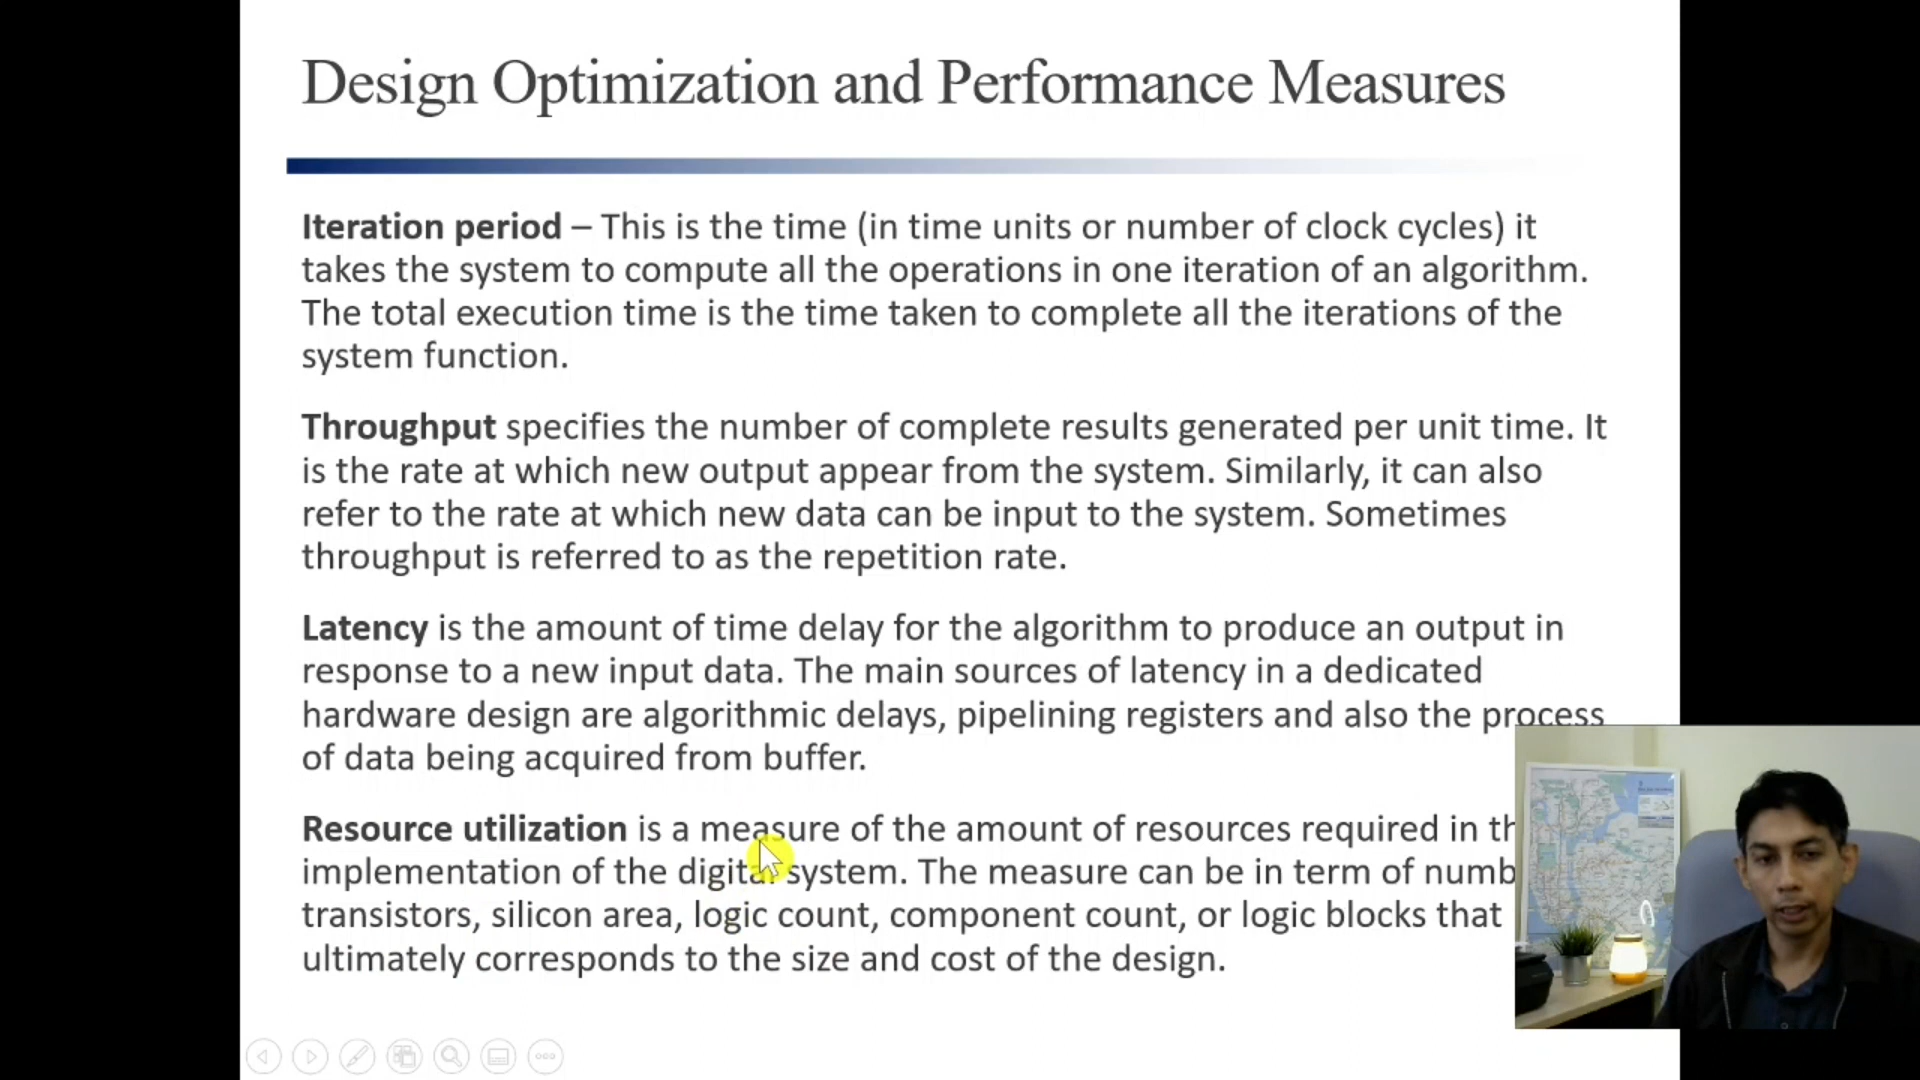 Design Optimization and Performance Measures
Iteration period – This is the time (in time units or number of clock cycles) it
takes the system to compute all the operations in one iteration of an algorithm.
The total execution time is the time taken to complete all the iterations of the
system function.
Throughput specifies the number of complete results generated per unit time. It
is the rate at which new output appear from the system. Similarly, it can also
refer to the rate at which new data can be input to the system. Sometimes
throughput is referred to as the repetition rate.
Latency is the amount of time delay for the algorithm to produce an output in
response to a new input data. The main sources of latency in a dedicated
hardware design are algorithmic delays, pipelining registers and also the process
of data being acquired from buffer.
Resource utilization is a measure of the amount of resources required in
implementation of the digital system. The measure can be in term of
transistors, silicon area, logic count, component count, or logic blocks that
ultimately corresponds to the size and cost of the design.